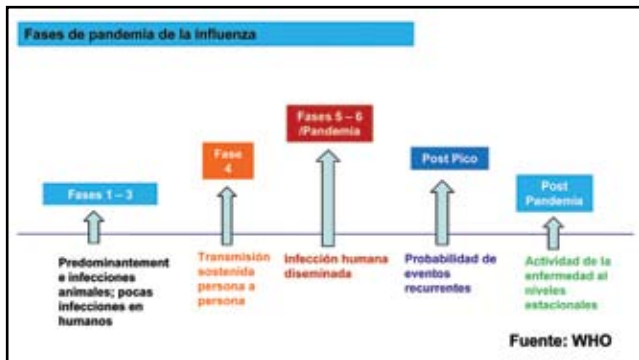 Fases de pandemia de la influenza
Fases 5 – 6
/Pandemia
Fase
4
Post Pico
Fases 1 – 3
Post
Pandemia
Predominantement
e infecciones
animales; pocas
infecciones en
humanos
Transmisión
sostenida
persona a
persona
Infección humana
diseminada
Probabilidad de
eventos
recurrentes
Actividad de la
enfermedad al
niveles
estacionales
Fuente: WHO